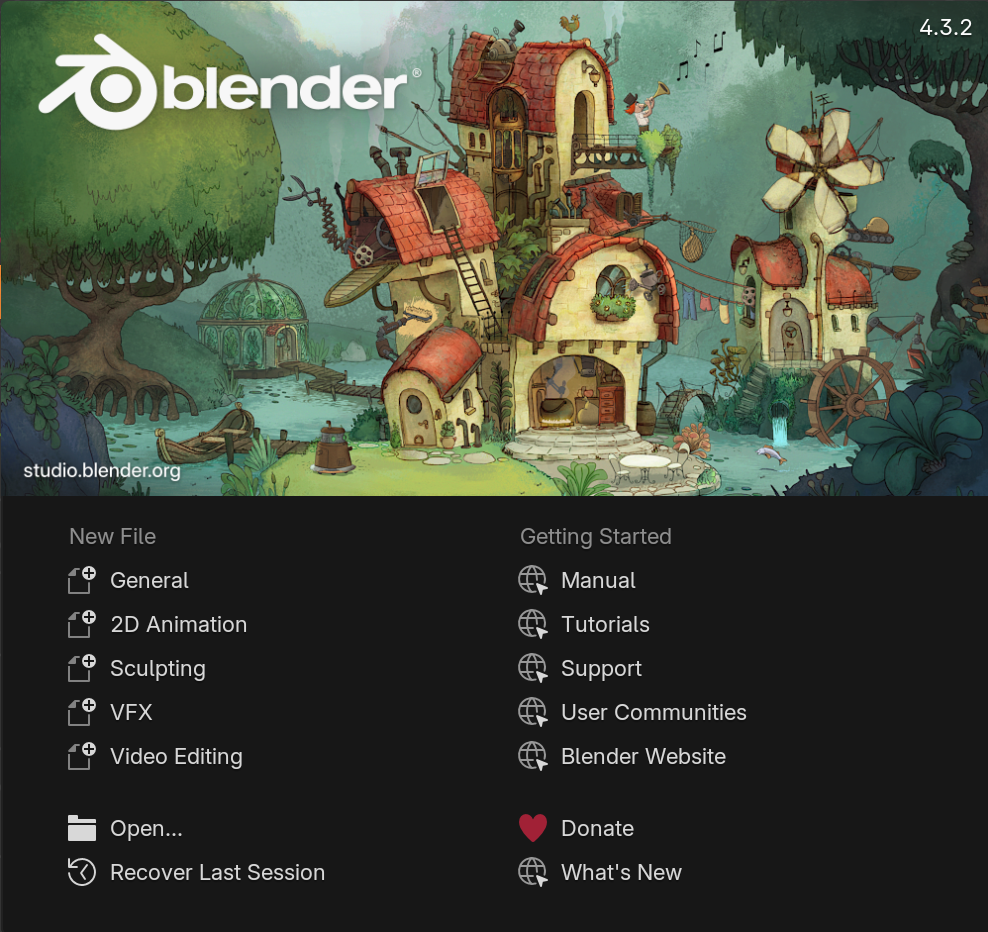 4.3.2
blender®
studio.blender.org
New File
General
2D Animation
Sculpting
VFX
Video Editing
Open...
Recover Last Session
Getting Started
Manual
Tutorials
Support
User Communities
Blender Website
Donate
What's New